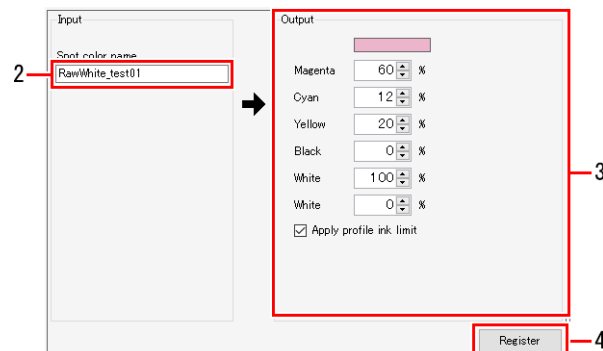 Input
Spot color name
2
RawWhite_test01
Output
Magenta 60 %
Cyan 12 %
Yellow 20 %
Black 0 %
White 100 %
White 0 %
Apply profile ink limit
3
Register
4